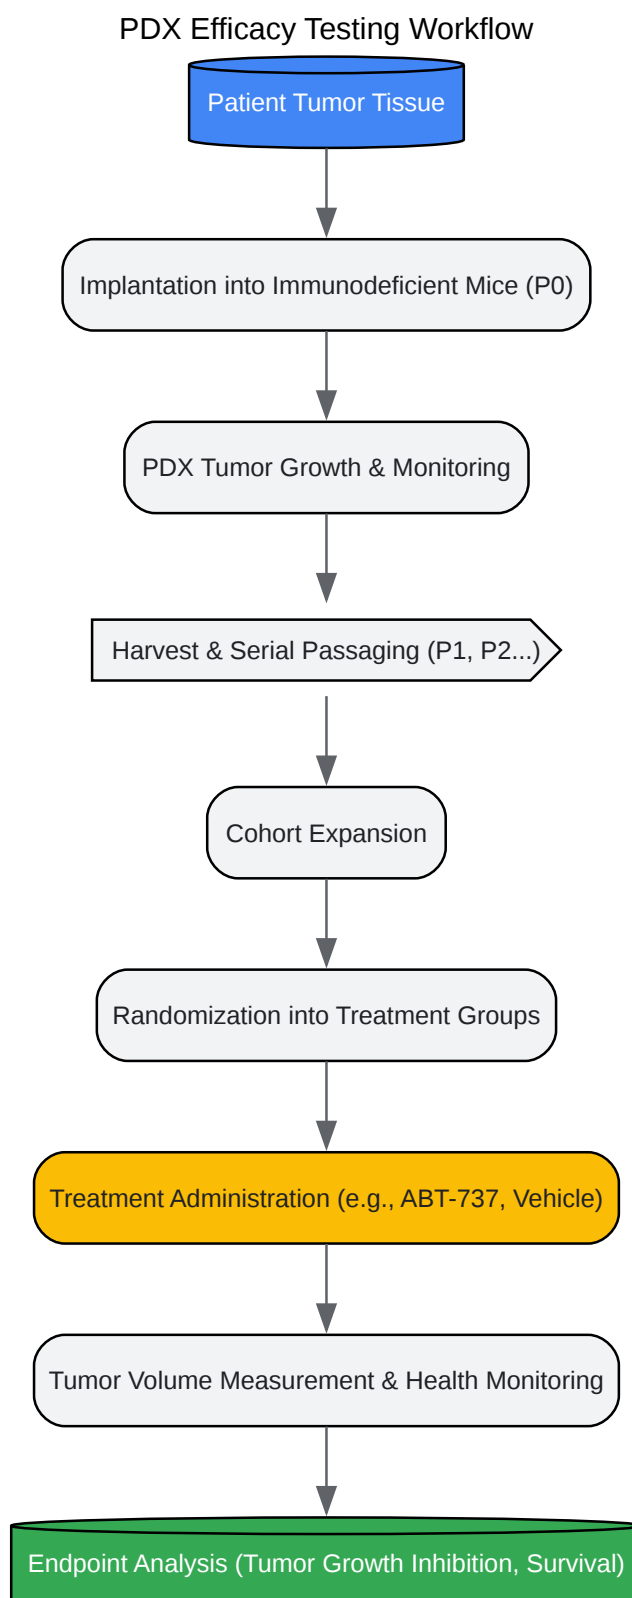 PDX Efficacy Testing Workflow
Patient Tumor Tissue
Implantation into Immunodeficient Mice (P0)
PDX Tumor Growth & Monitoring
Harvest & Serial Passaging (P1, P2...)
Cohort Expansion
Randomization into Treatment Groups
Treatment Administration (e.g., ABT-737, Vehicle)
Tumor Volume Measurement & Health Monitoring
Endpoint Analysis (Tumor Growth Inhibition, Survival)